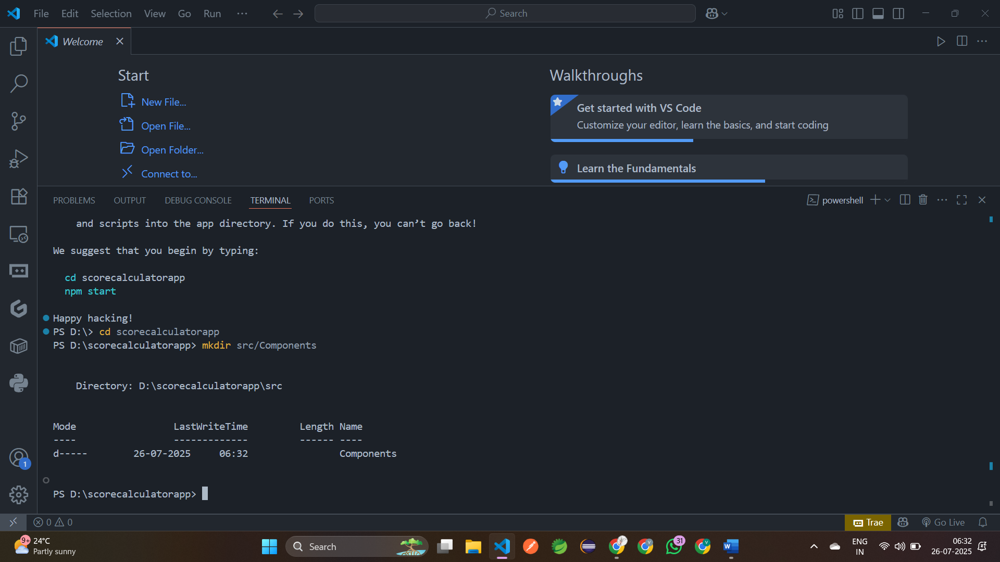 File Edit Selection View Go Run ···
Search
Welcome
Start
New File...
Open File...
Open Folder...
Connect to...
Walkthroughs
Get started with VS Code
Customize your editor, learn the basics, and start coding
Learn the Fundamentals
PROBLEMS OUTPUT DEBUG CONSOLE TERMINAL PORTS
powershell
and scripts into the app directory. If you do this, you can’t go back!
We suggest that you begin by typing:
cd scorecalculatorapp
npm start
Happy hacking!
PS D:\> cd scorecalculatorapp
PS D:\scorecalculatorapp> mkdir src/Components
Directory: D:\scorecalculatorapp\src
Mode LastWriteTime Length Name
---- ------------- ------ ----
d----- 26-07-2025 06:32 Components
PS D:\scorecalculatorapp>
1
0 0
Trae
Go Live
9+
24°C
Partly sunny
Search
V
31
V
W
ENG
IN
06:32
26-07-2025